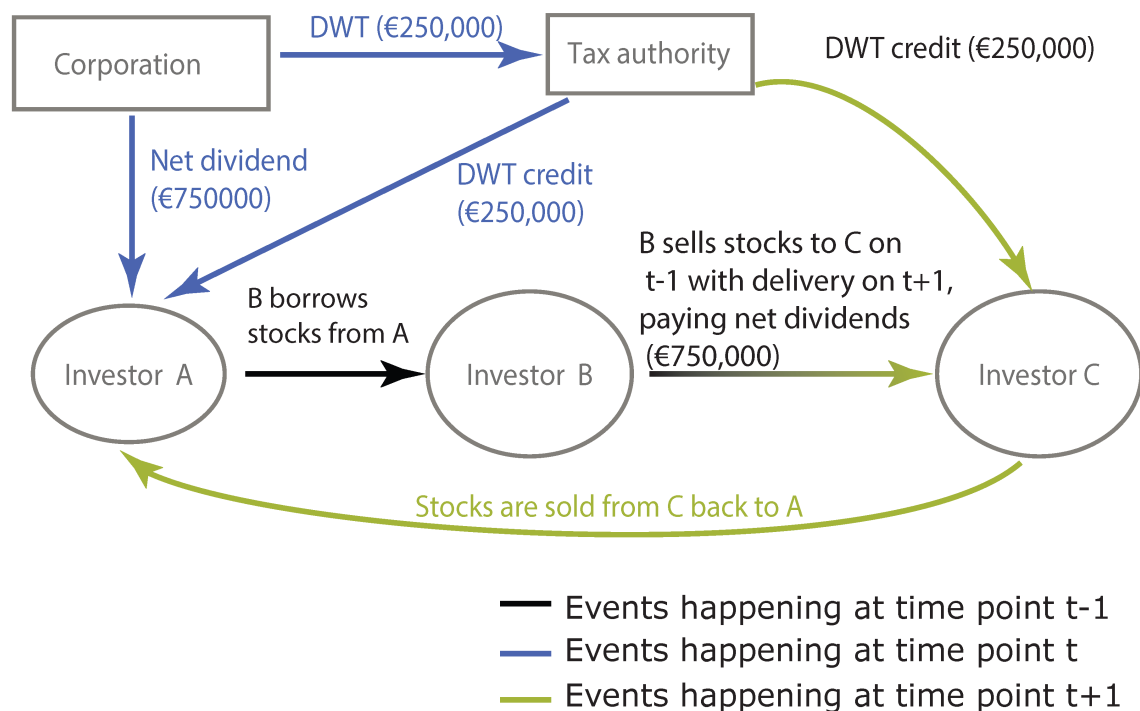 DWT (€250,000)
Corporation
Tax authority
DWT credit (€250,000)
Net dividend
(€750000)
DWT credit
(€250,000)
B sells stocks to C on
t-1 with delivery on t+1,
paying net dividends
(€750,000)
B borrows
stocks from A
Investor A
Investor B
Investor C
Stocks are sold from C back to A
Events happening at time point t-1
Events happening at time point t
Events happening at time point t+1